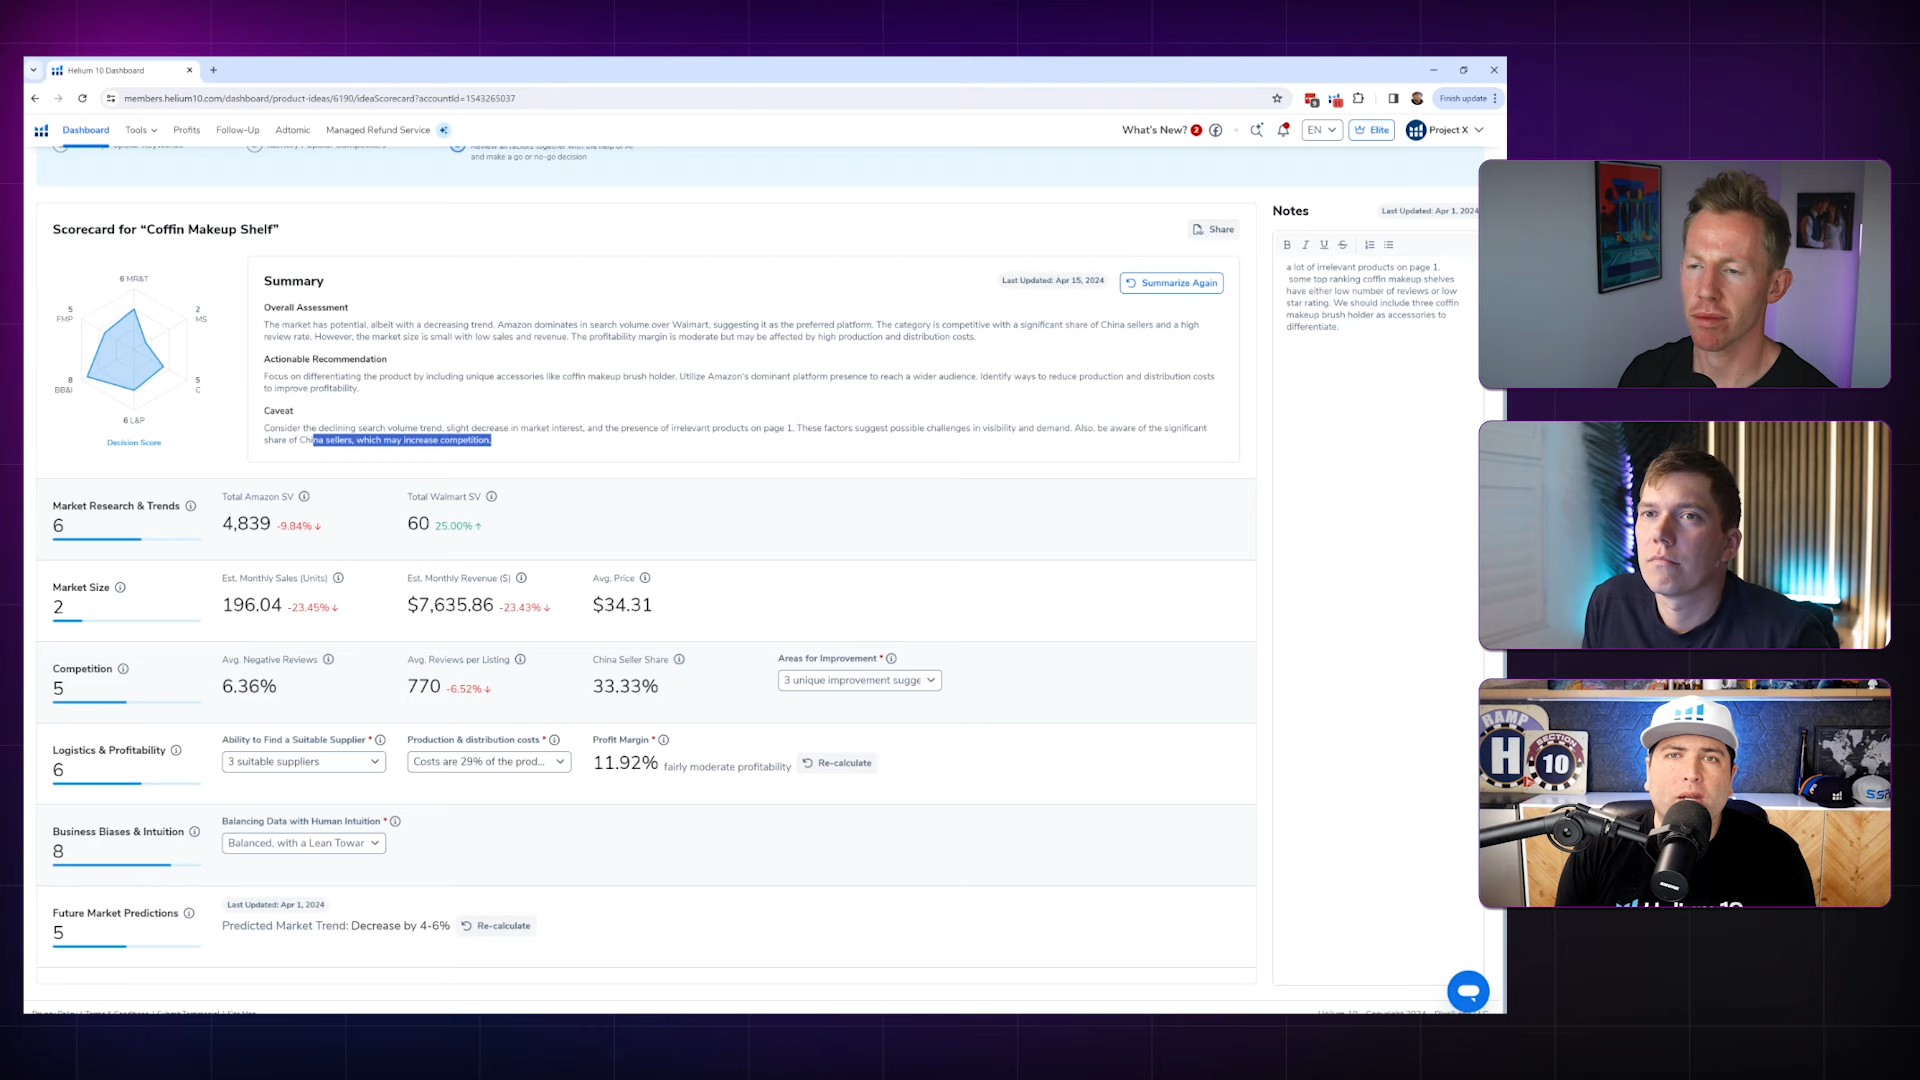 Helium 10 Dashboard
members.helium10.com/dashboard/product-ideas/6190/ideaScorecard?accountId=1543265037
Finish update
Dashboard Tools Profits Follow-Up Adtomic Managed Refund Service
What's New? 2 EN Elite Project X
and make a go or no-go decision
Scorecard for “Coffin Makeup Shelf”
Share
6 MR&T
2 MS
5 C
6 L&P
8 BB&I
5 FMP
Decision Score
Summary
Last Updated: Apr 15, 2024
Summarize Again
Overall Assessment
The market has potential, albeit with a decreasing trend. Amazon dominates in search volume over Walmart, suggesting it as the preferred platform. The category is competitive with a significant share of China sellers and a high
review rate. However, the market size is small with low sales and revenue. The profitability margin is moderate but may be affected by high production and distribution costs.
Actionable Recommendation
Focus on differentiating the product by including unique accessories like coffin makeup brush holder. Utilize Amazon's dominant platform presence to reach a wider audience. Identify ways to reduce production and distribution costs
to improve profitability.
Caveat
Consider the declining search volume trend, slight decrease in market interest, and the presence of irrelevant products on page 1. These factors suggest possible challenges in visibility and demand. Also, be aware of the significant
share of China sellers, which may increase competition.
Market Research & Trends
6
Total Amazon SV
4,839 -9.84% ↓
Total Walmart SV
60 25.00% ↑
Market Size
2
Est. Monthly Sales (Units)
196.04 -23.45% ↓
Est. Monthly Revenue ($)
$7,635.86 -23.43% ↓
Avg. Price
$34.31
Competition
5
Avg. Negative Reviews
6.36%
Avg. Reviews per Listing
770 -6.52% ↓
China Seller Share
33.33%
Areas for Improvement *
3 unique improvement sugge
Logistics & Profitability
6
Ability to Find a Suitable Supplier *
3 suitable suppliers
Production & distribution costs *
Costs are 29% of the prod...
Profit Margin *
11.92% fairly moderate profitability
Re-calculate
Business Biases & Intuition
8
Balancing Data with Human Intuition *
Balanced, with a Lean Towar
Future Market Predictions
5
Last Updated: Apr 1, 2024
Predicted Market Trend: Decrease by 4-6%
Re-calculate
Notes
Last Updated: Apr 1, 2024
B I U S
a lot of irrelevant products on page 1.
some top ranking coffin makeup shelves
have either low number of reviews or low
star rating. We should include three coffin
makeup brush holder as accessories to
differentiate.
RAMP
H
SECTION
10
SSP
Helium 10